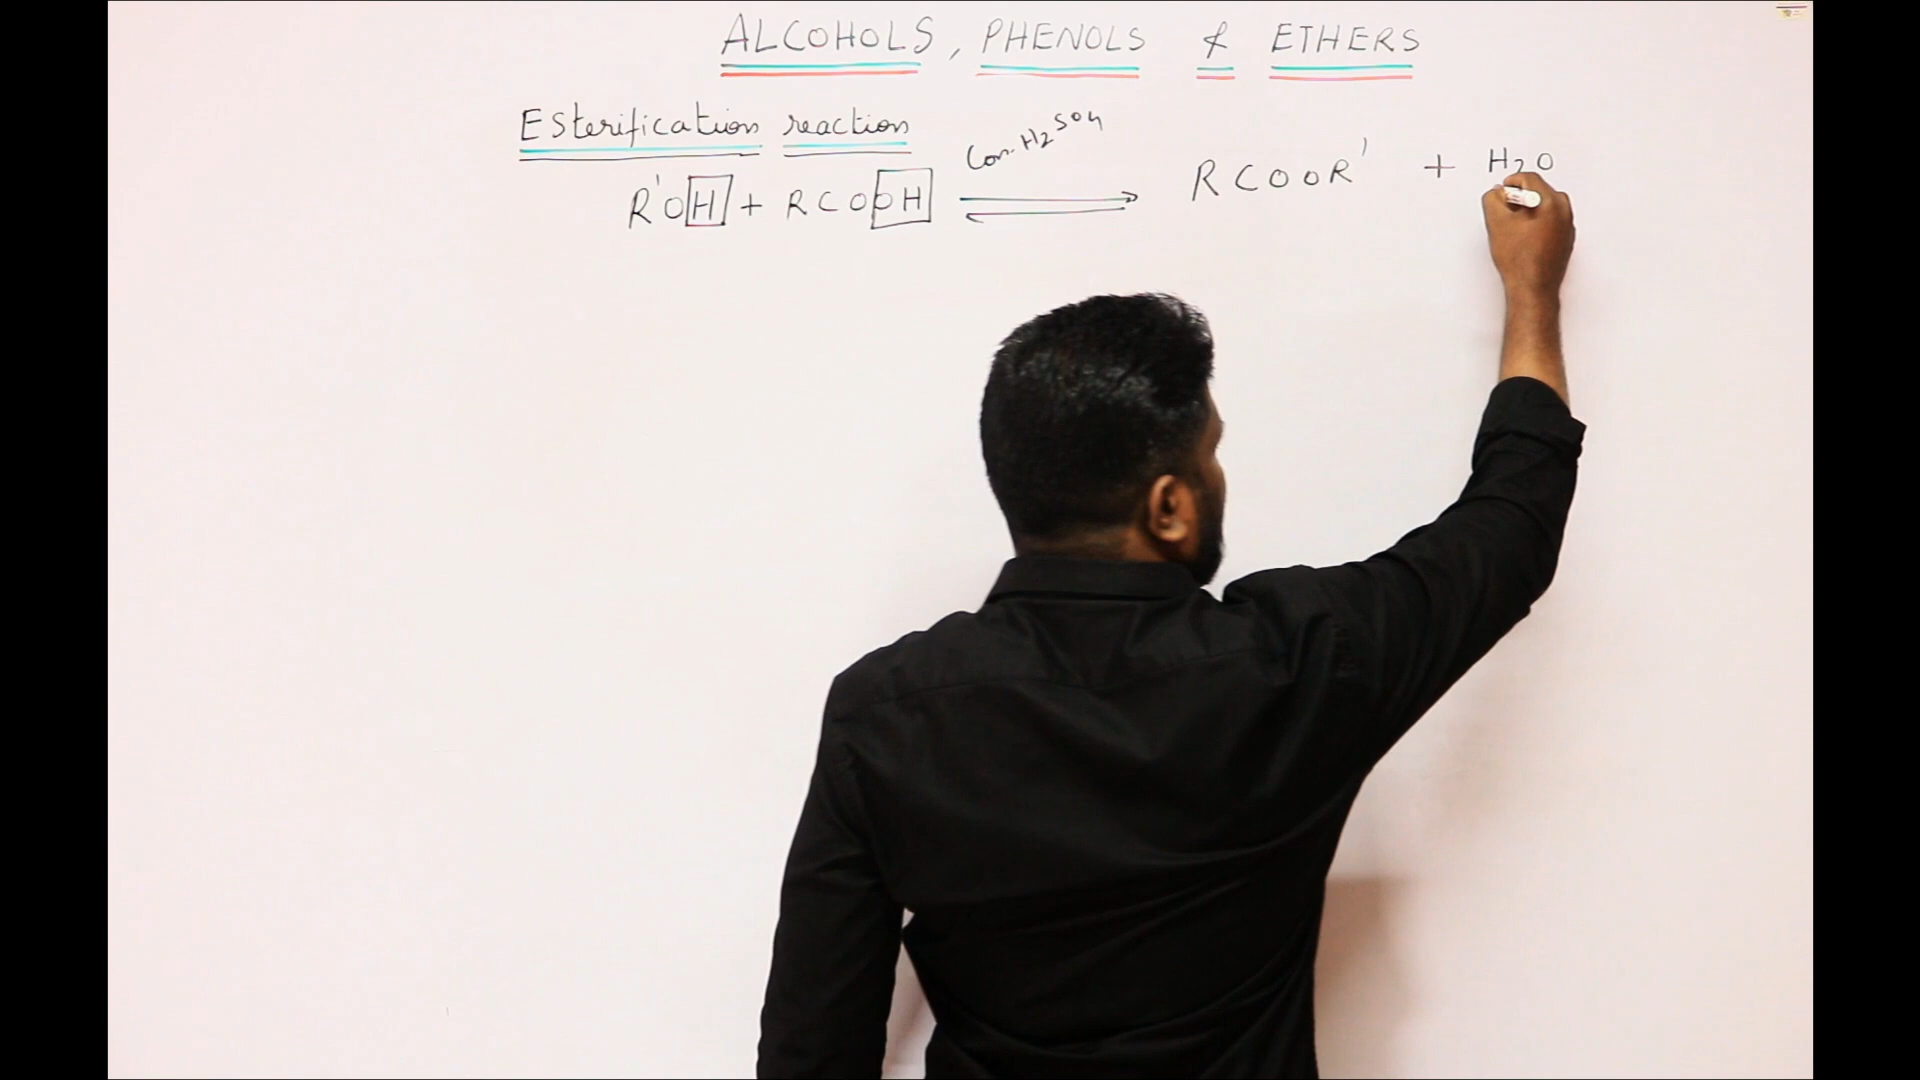 ALCOHOLS, PHENOLS & ETHERS
Esterification reaction
R'OH + RCOOH ⇌ Con. H2SO4 RCOOR' + H2O